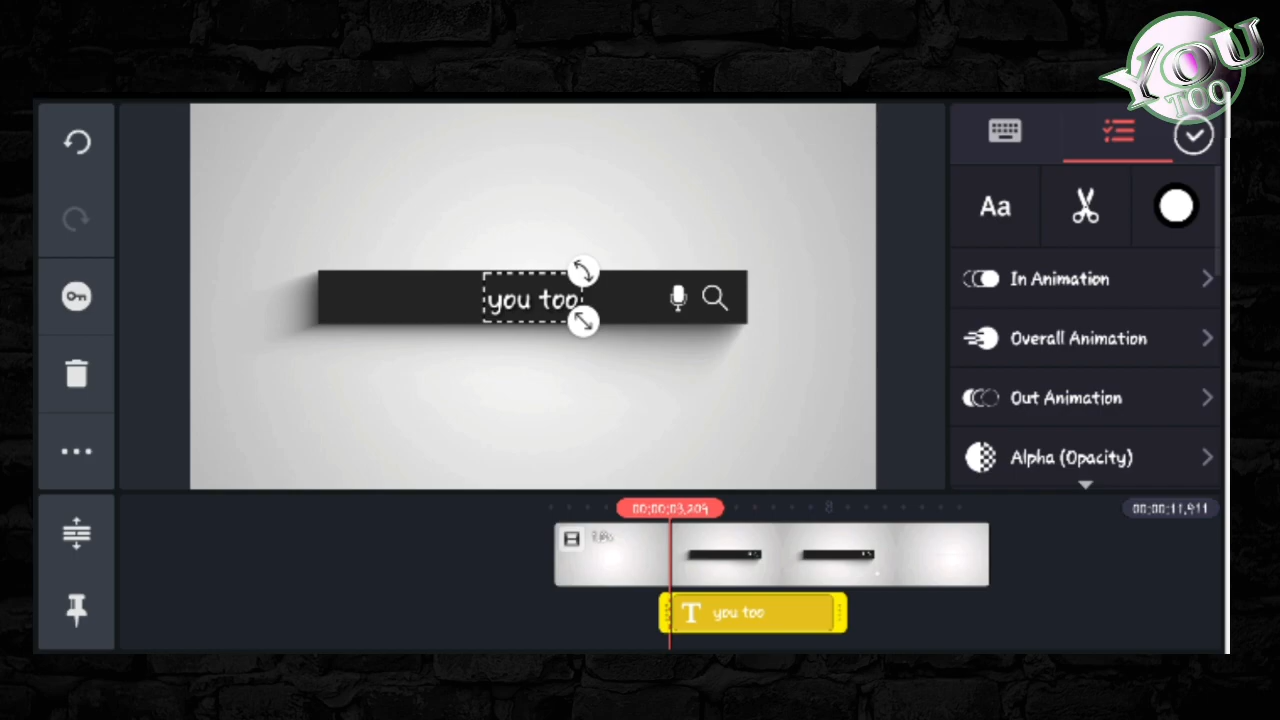 YOU
TOO
Aa
In Animation
you too
Overall Animation
Out Animation
Alpha (Opacity)
00:00:03,209
8
00:00:11,911
T you too